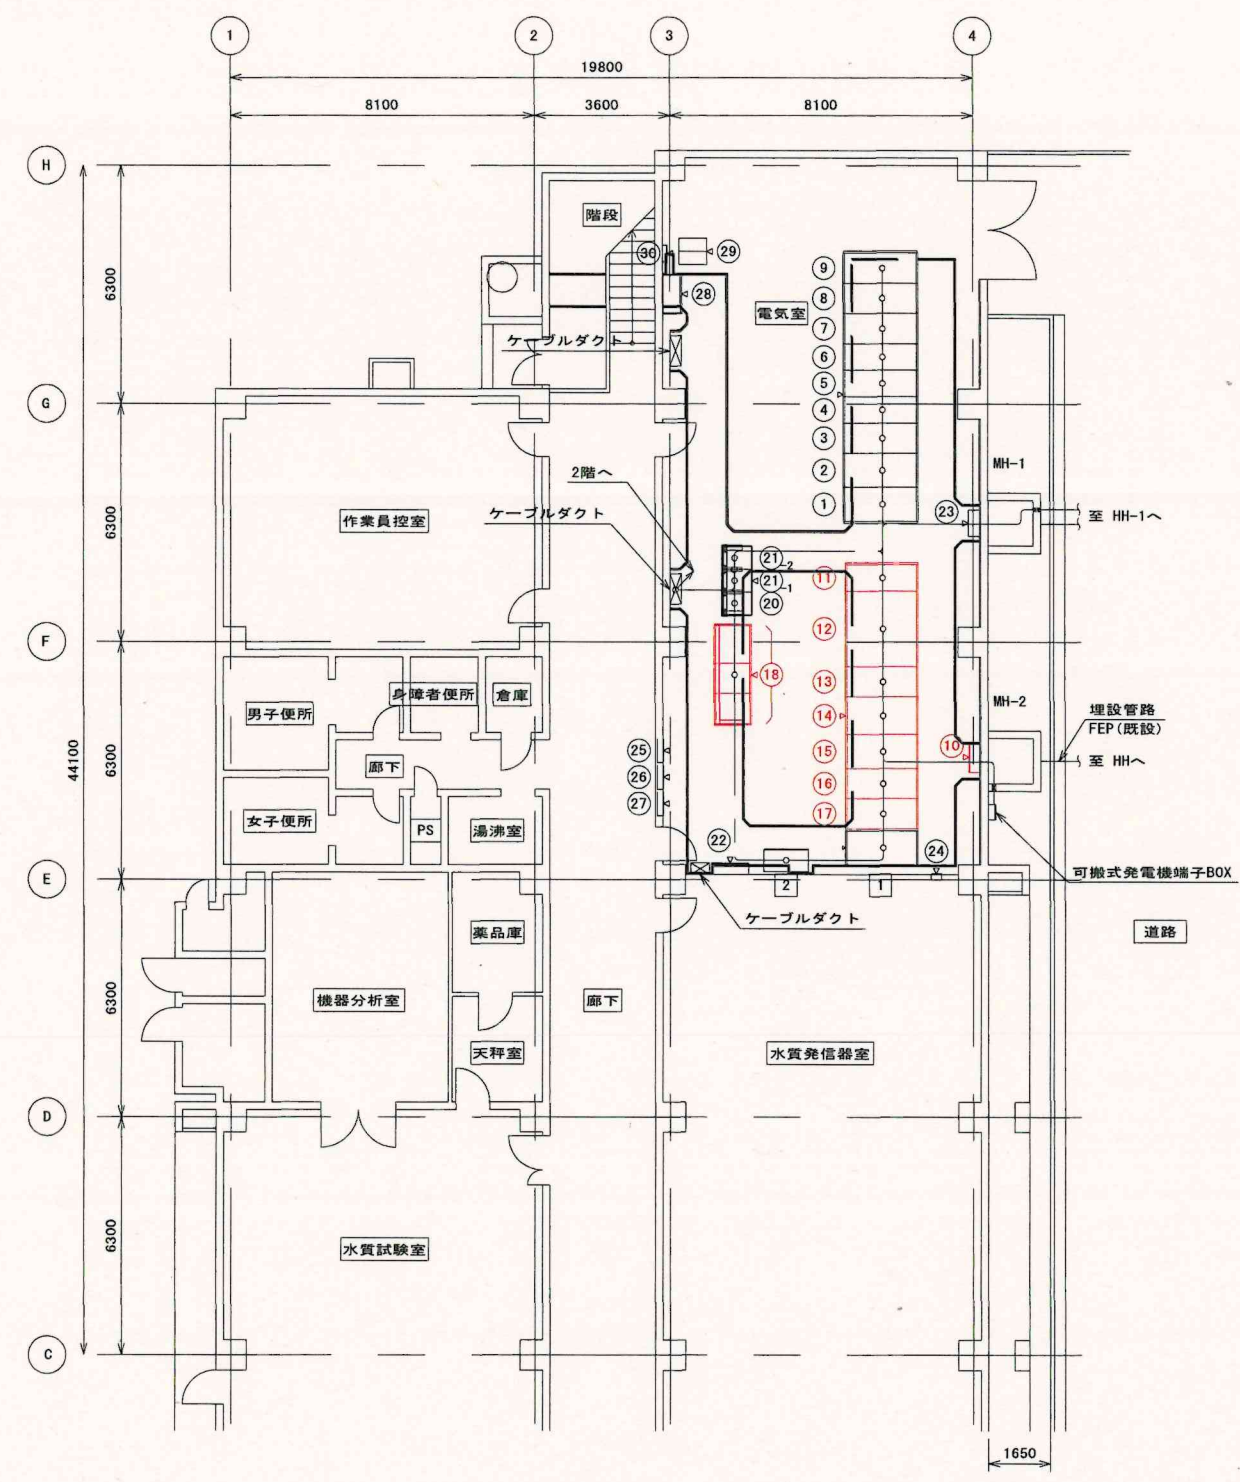 1
2
3
4
19800
8100
3600
8100
H
階段
30
29
9
6300
28
8
電気室
7
ケーブルダクト
6
5
G
4
3
2階へ
2
MH-1
ケーブルダクト
1
23
至 HH-1へ
作業員控室
6300
21-2
21-1
11
20
F
12
18
13
身障者便所
倉庫
MH-2
男子便所
14
埋設管路
FEP(既設)
44100
6300
廊下
25
15
10
至 HHへ
26
16
27
17
女子便所
PS
湯沸室
22
24
E
2
1
可搬式発電機端子BOX
ケーブルダクト
薬品庫
道路
6300
機器分析室
廊下
天秤室
水質発信器室
D
6300
水質試験室
C
1650